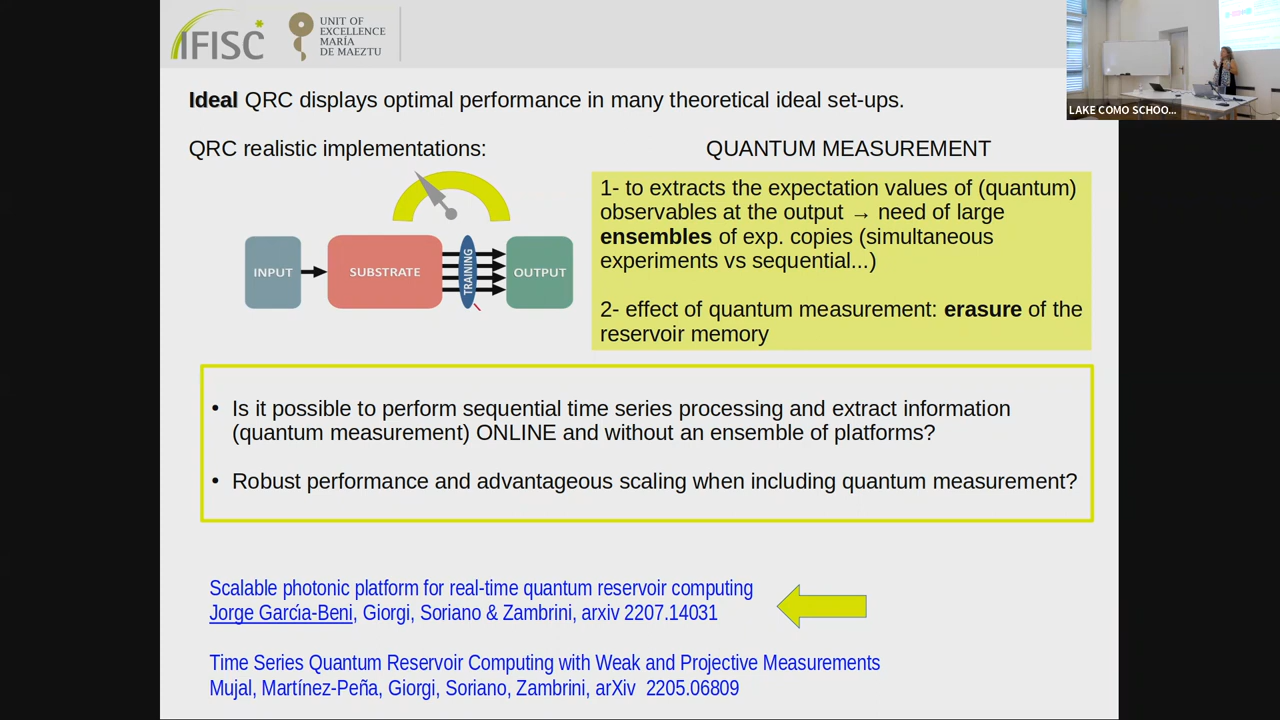 IFISC
UNIT OF
EXCELLENCE
MARÍA
DE MAEZTU
LAKE COMO SCHOO...
Ideal QRC displays optimal performance in many theoretical ideal set-ups.
QRC realistic implementations:
QUANTUM MEASUREMENT
INPUT
SUBSTRATE
TRAINING
OUTPUT
1- to extracts the expectation values of (quantum)
observables at the output → need of large
ensembles of exp. copies (simultaneous
experiments vs sequential...)
2- effect of quantum measurement: erasure of the
reservoir memory
• Is it possible to perform sequential time series processing and extract information
(quantum measurement) ONLINE and without an ensemble of platforms?
• Robust performance and advantageous scaling when including quantum measurement?
Scalable photonic platform for real-time quantum reservoir computing
Jorge García-Beni, Giorgi, Soriano & Zambrini, arxiv 2207.14031
Time Series Quantum Reservoir Computing with Weak and Projective Measurements
Mujal, Martínez-Peña, Giorgi, Soriano, Zambrini, arXiv 2205.06809